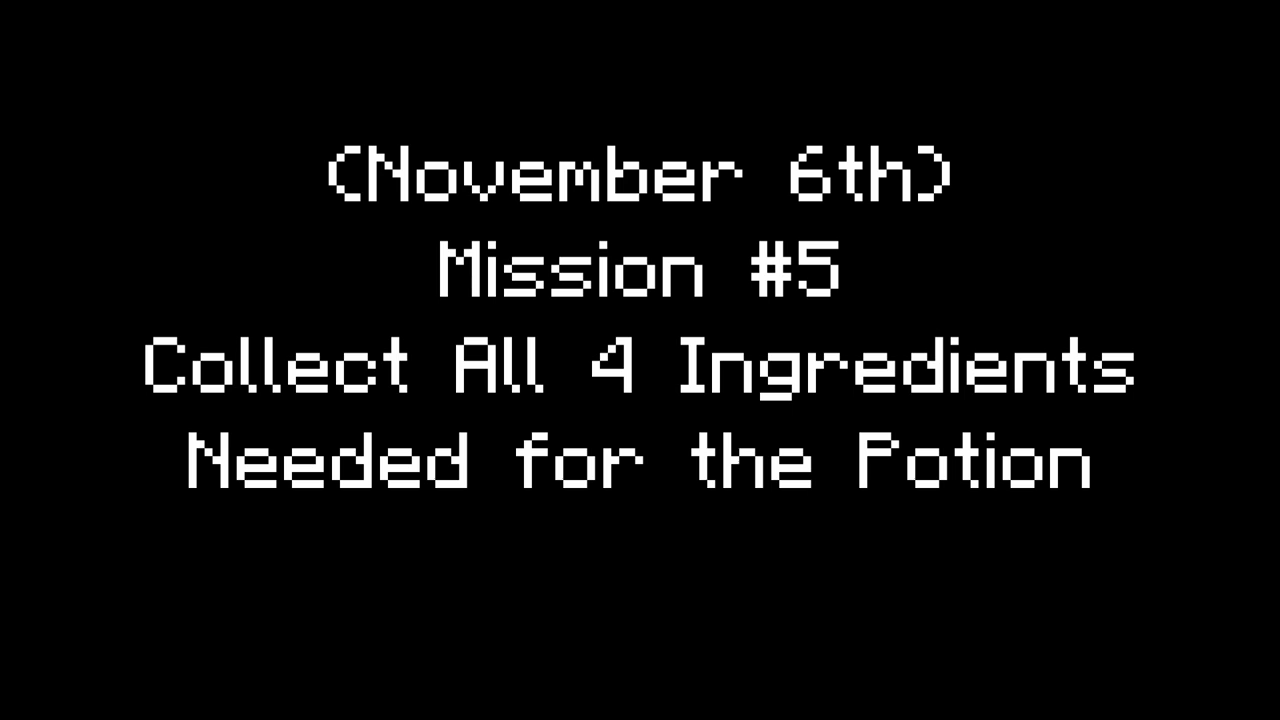 (November 6th)
Mission #5
Collect All 4 Ingredients
Needed for the Potion